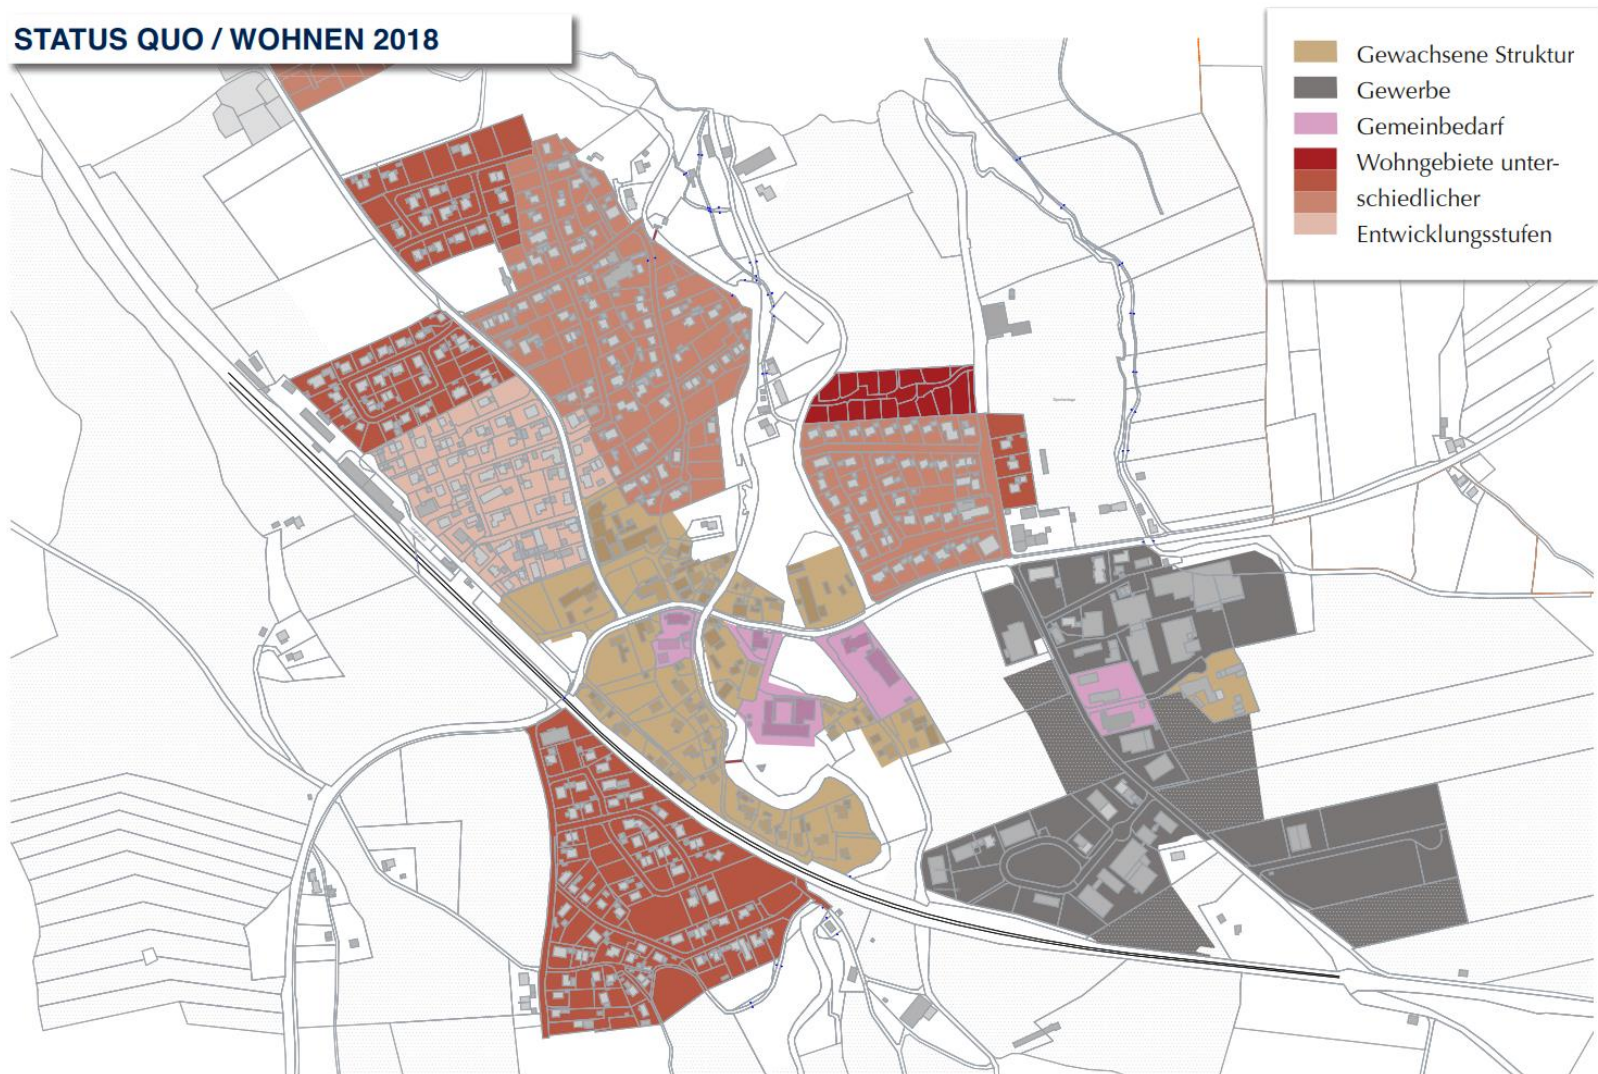 STATUS QUO / WOHNEN 2018
Gewachsene Struktur
Gewerbe
Gemeinbedarf
Wohngebiete unter-
schiedlicher
Entwicklungsstufen